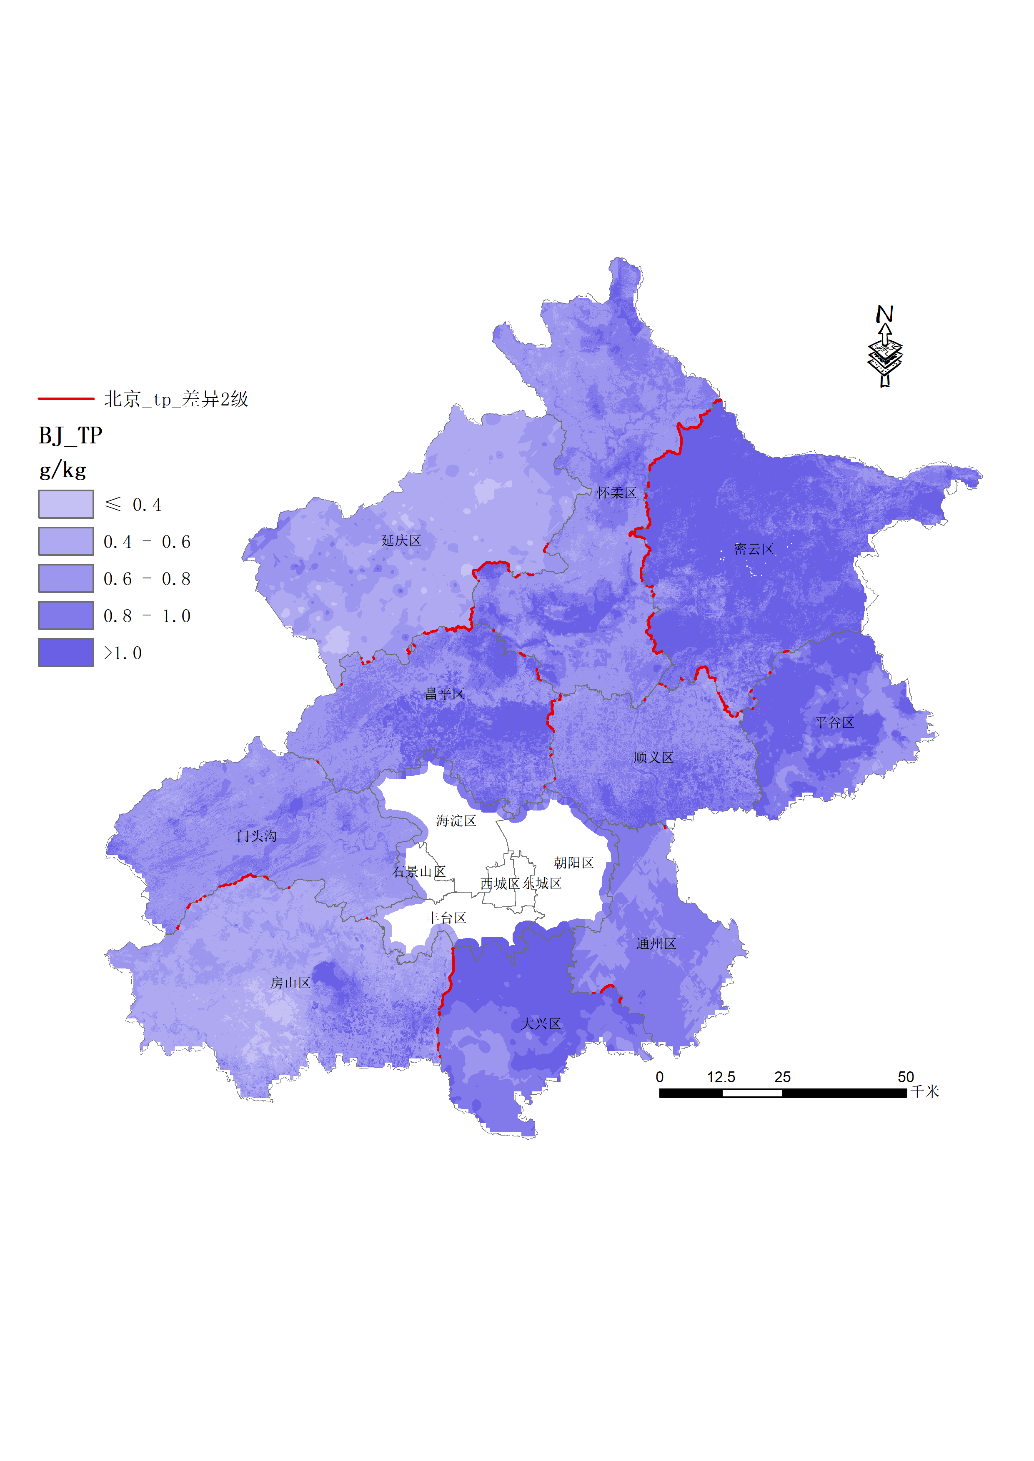 N
北京_tp_差异2级
BJ_TP
g/kg
≤ 0.4
0.4 - 0.6
0.6 - 0.8
0.8 - 1.0
>1.0
怀柔区
延庆区
密云区
昌平区
平谷区
顺义区
海淀区
门头沟
朝阳区
石景山区
西城区
东城区
丰台区
通州区
房山区
大兴区
0 12.5 25 50
千米